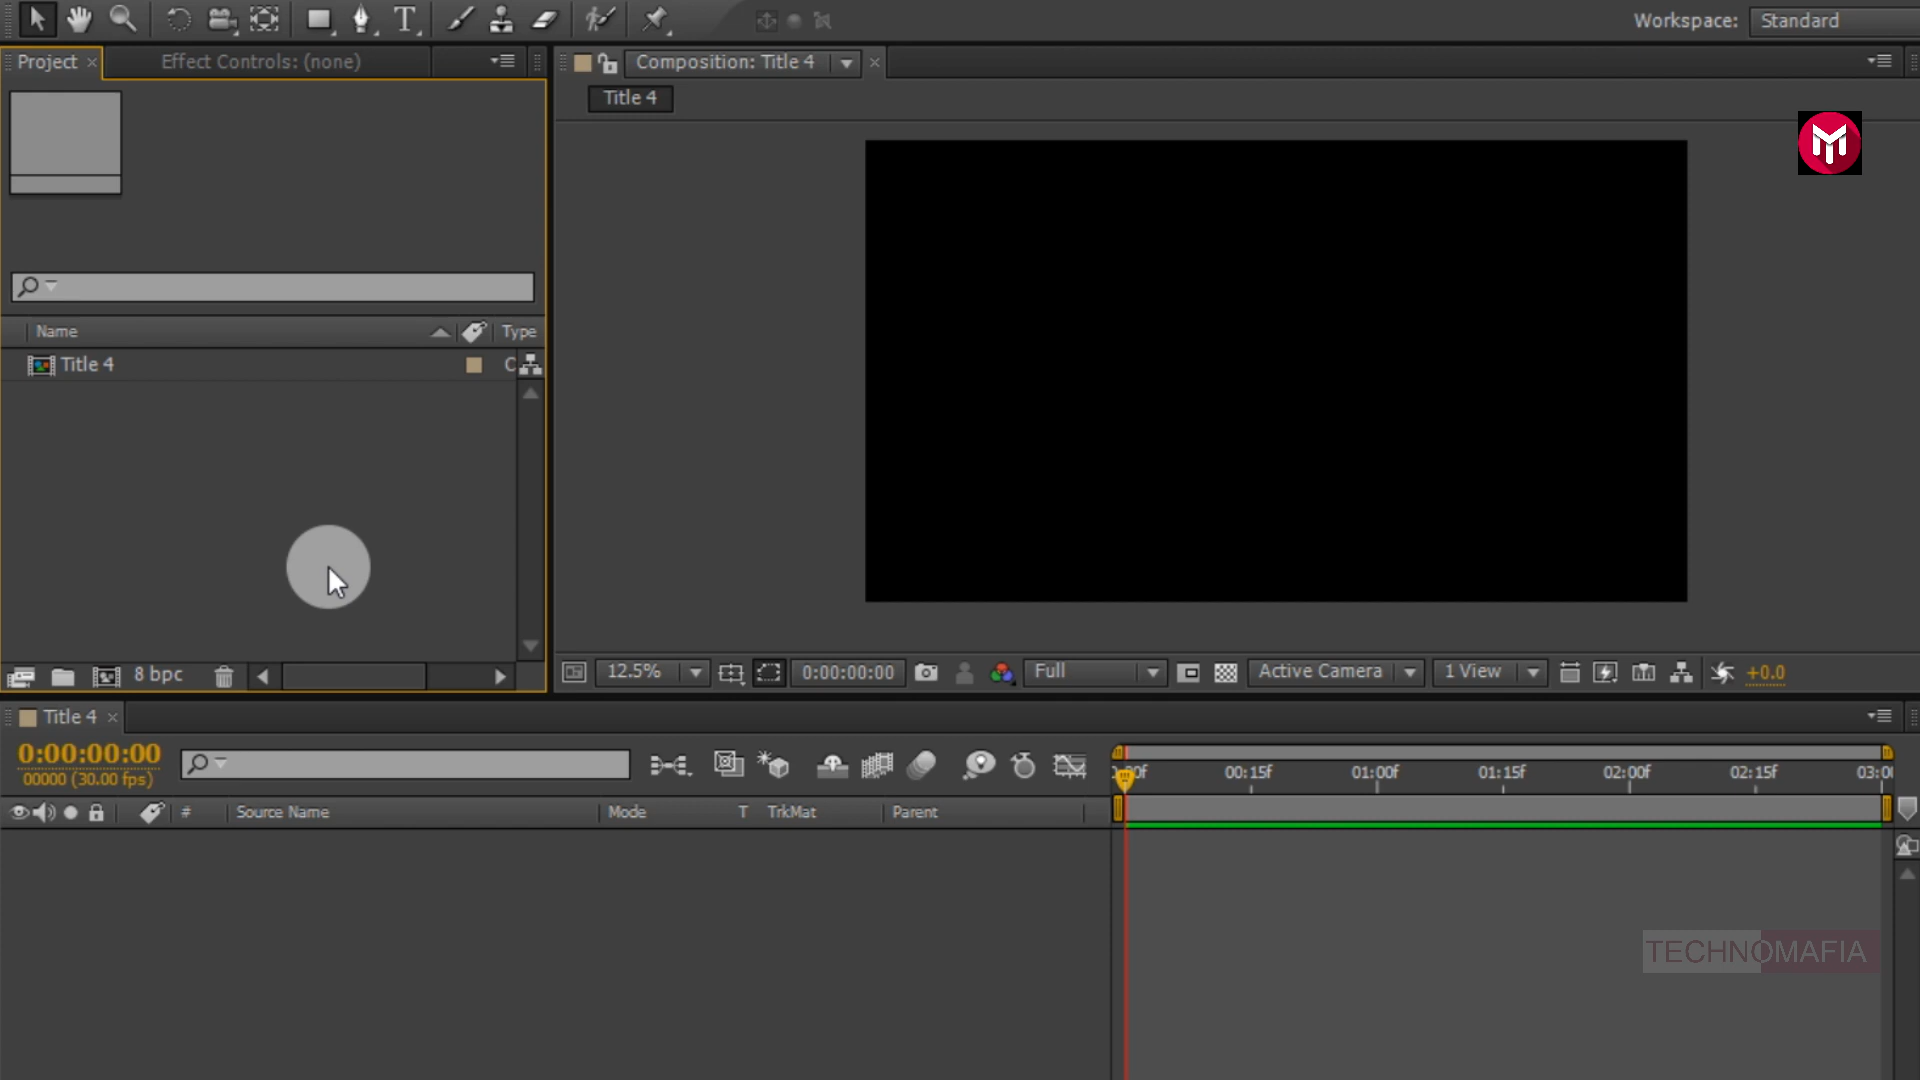 Workspace: Standard
Project Effect Controls: (none) Composition: Title 4
Title 4
Name Type
Title 4
8 bpc 12.5% 0:00:00:00 Full Active Camera 1 View +0.0
Title 4
0:00:00:00
00000 (30.00 fps)
00:15f 01:00f 01:15f 02:00f 02:15f
# Source Name Mode T TrkMat Parent
TECHNOMAFIA